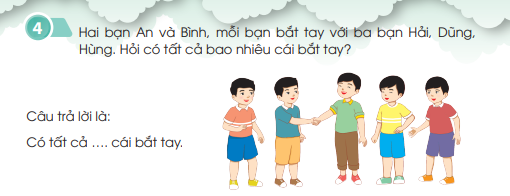 4
Hai bạn An và Bình, mỗi bạn bắt tay với ba bạn Hải, Dũng,
Hùng. Hỏi có tất cả bao nhiêu cái bắt tay?
Câu trả lời là:
Có tất cả .... cái bắt tay.